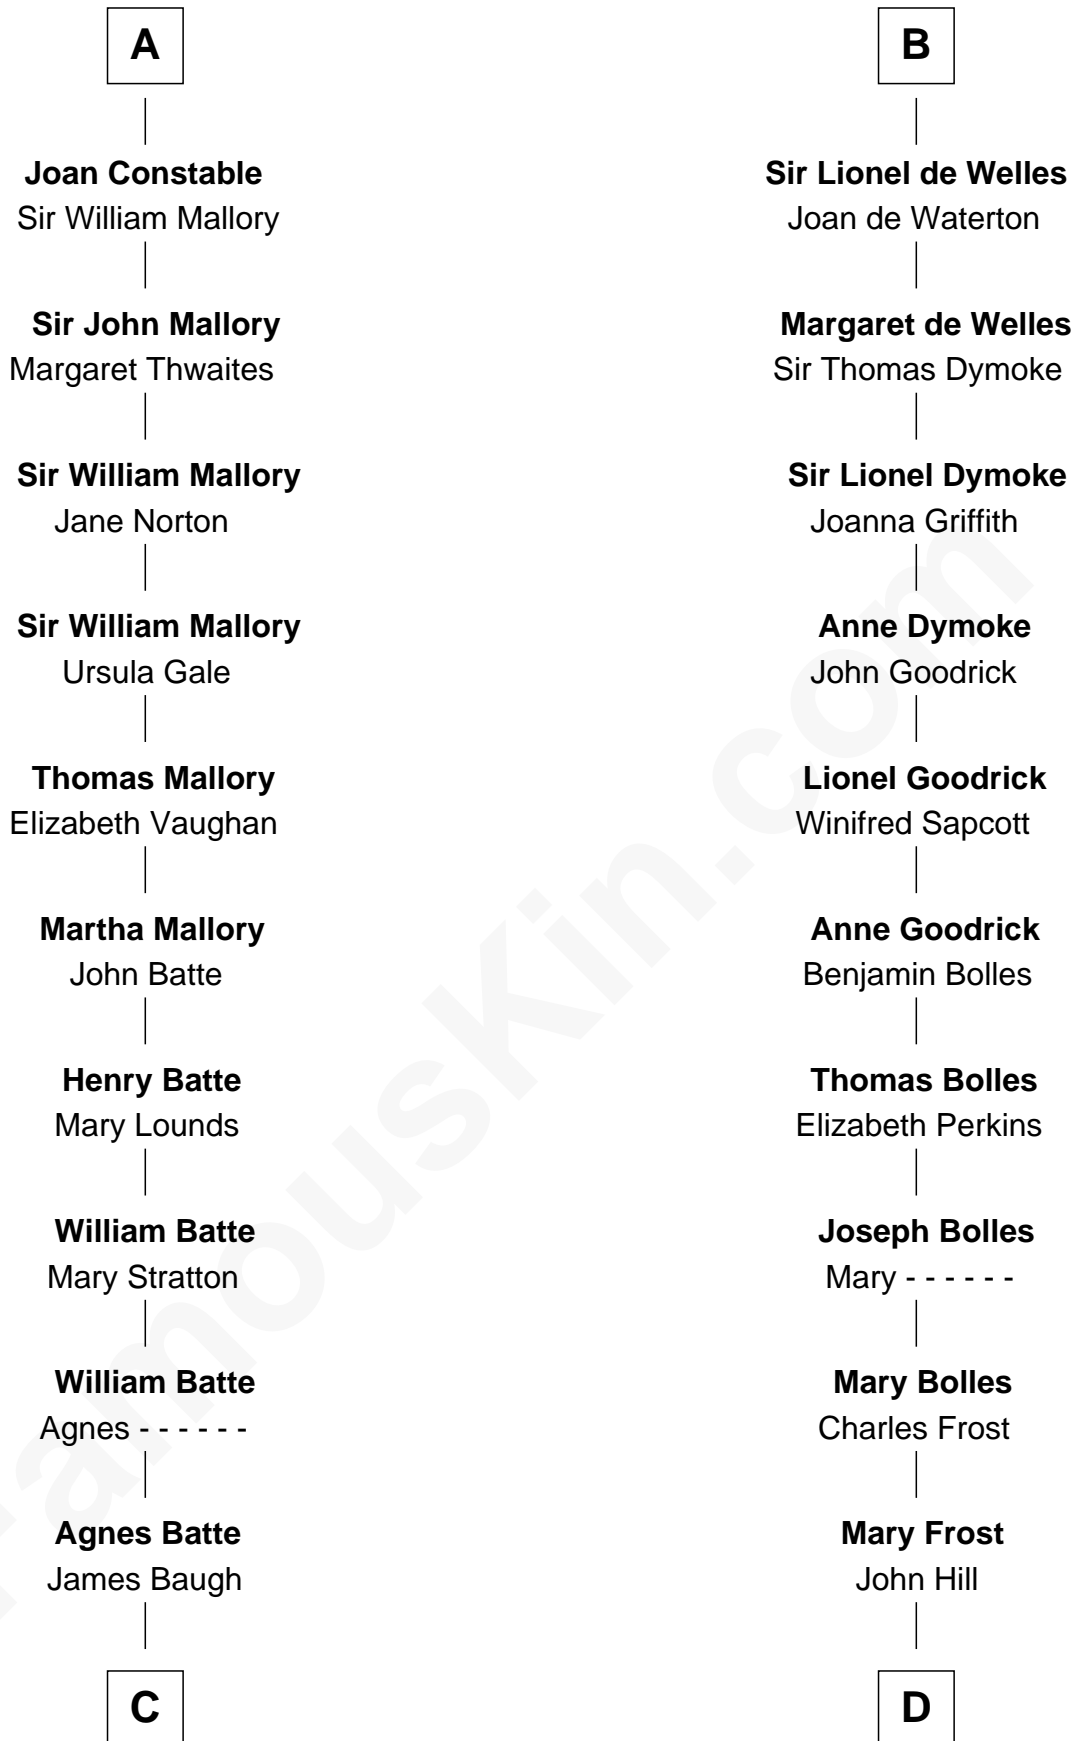 A
Joan Constable
Sir William Mallory
Sir John Mallory
Margaret Thwaites
Sir William Mallory
Jane Norton
Sir William Mallory
Ursula Gale
Thomas Mallory
Elizabeth Vaughan
Martha Mallory
John Batte
Henry Batte
Mary Lounds
William Batte
Mary Stratton
William Batte
Agnes - - - - - -
Agnes Batte
James Baugh
C
B
Sir Lionel de Welles
Joan de Waterton
Margaret de Welles
Sir Thomas Dymoke
Sir Lionel Dymoke
Joanna Griffith
Anne Dymoke
John Goodrick
Lionel Goodrick
Winifred Sapcott
Anne Goodrick
Benjamin Bolles
Thomas Bolles
Elizabeth Perkins
Joseph Bolles
Mary - - - - - -
Mary Bolles
Charles Frost
Mary Frost
John Hill
D
FamousKin.com